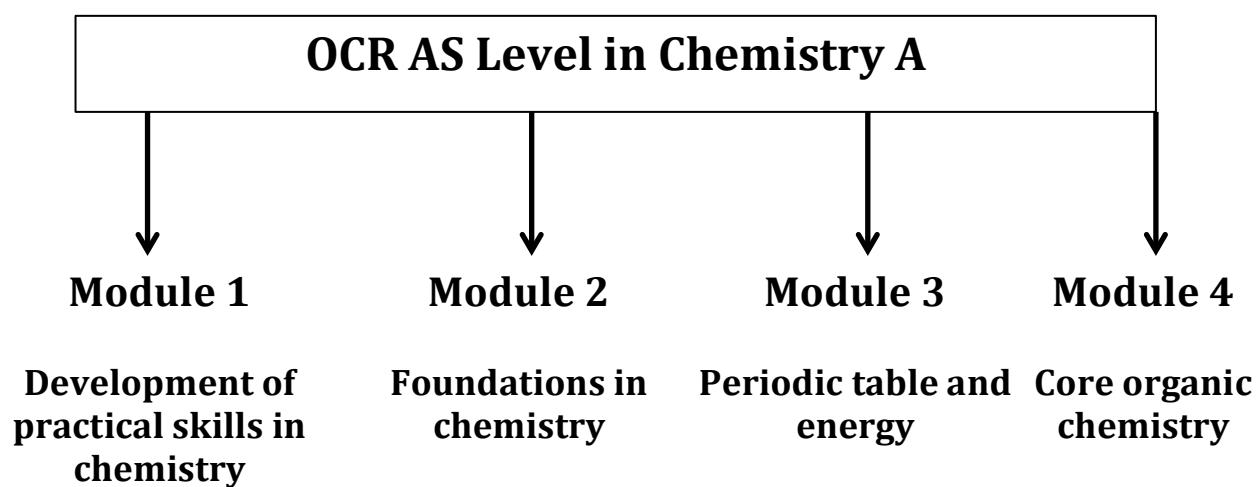 OCR AS Level in Chemistry A
Module 1
Module 2
Module 3
Module 4
Development of
practical skills in
chemistry
Foundations in
chemistry
Periodic table and
energy
Core organic
chemistry